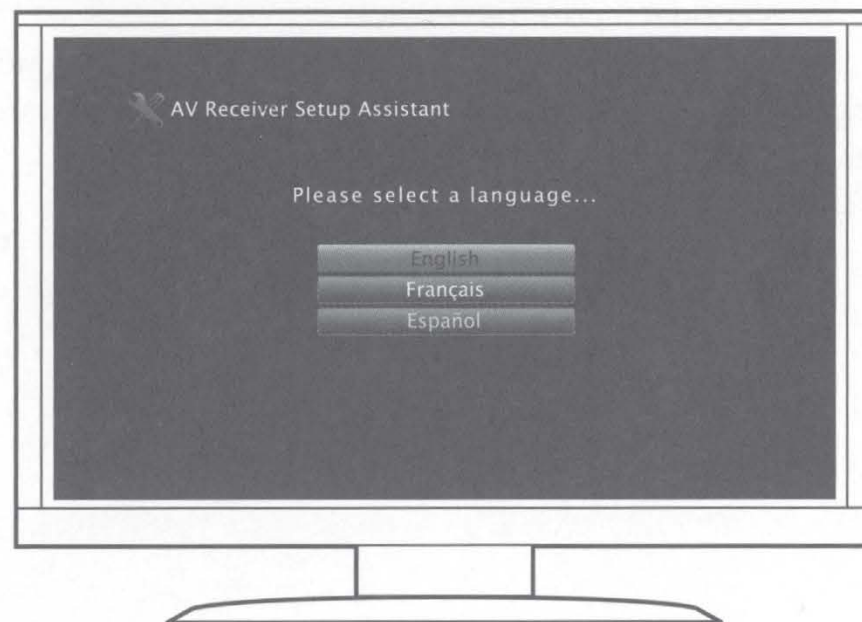 AV Receiver Setup Assistant
Please select a language...
English
Français
Español